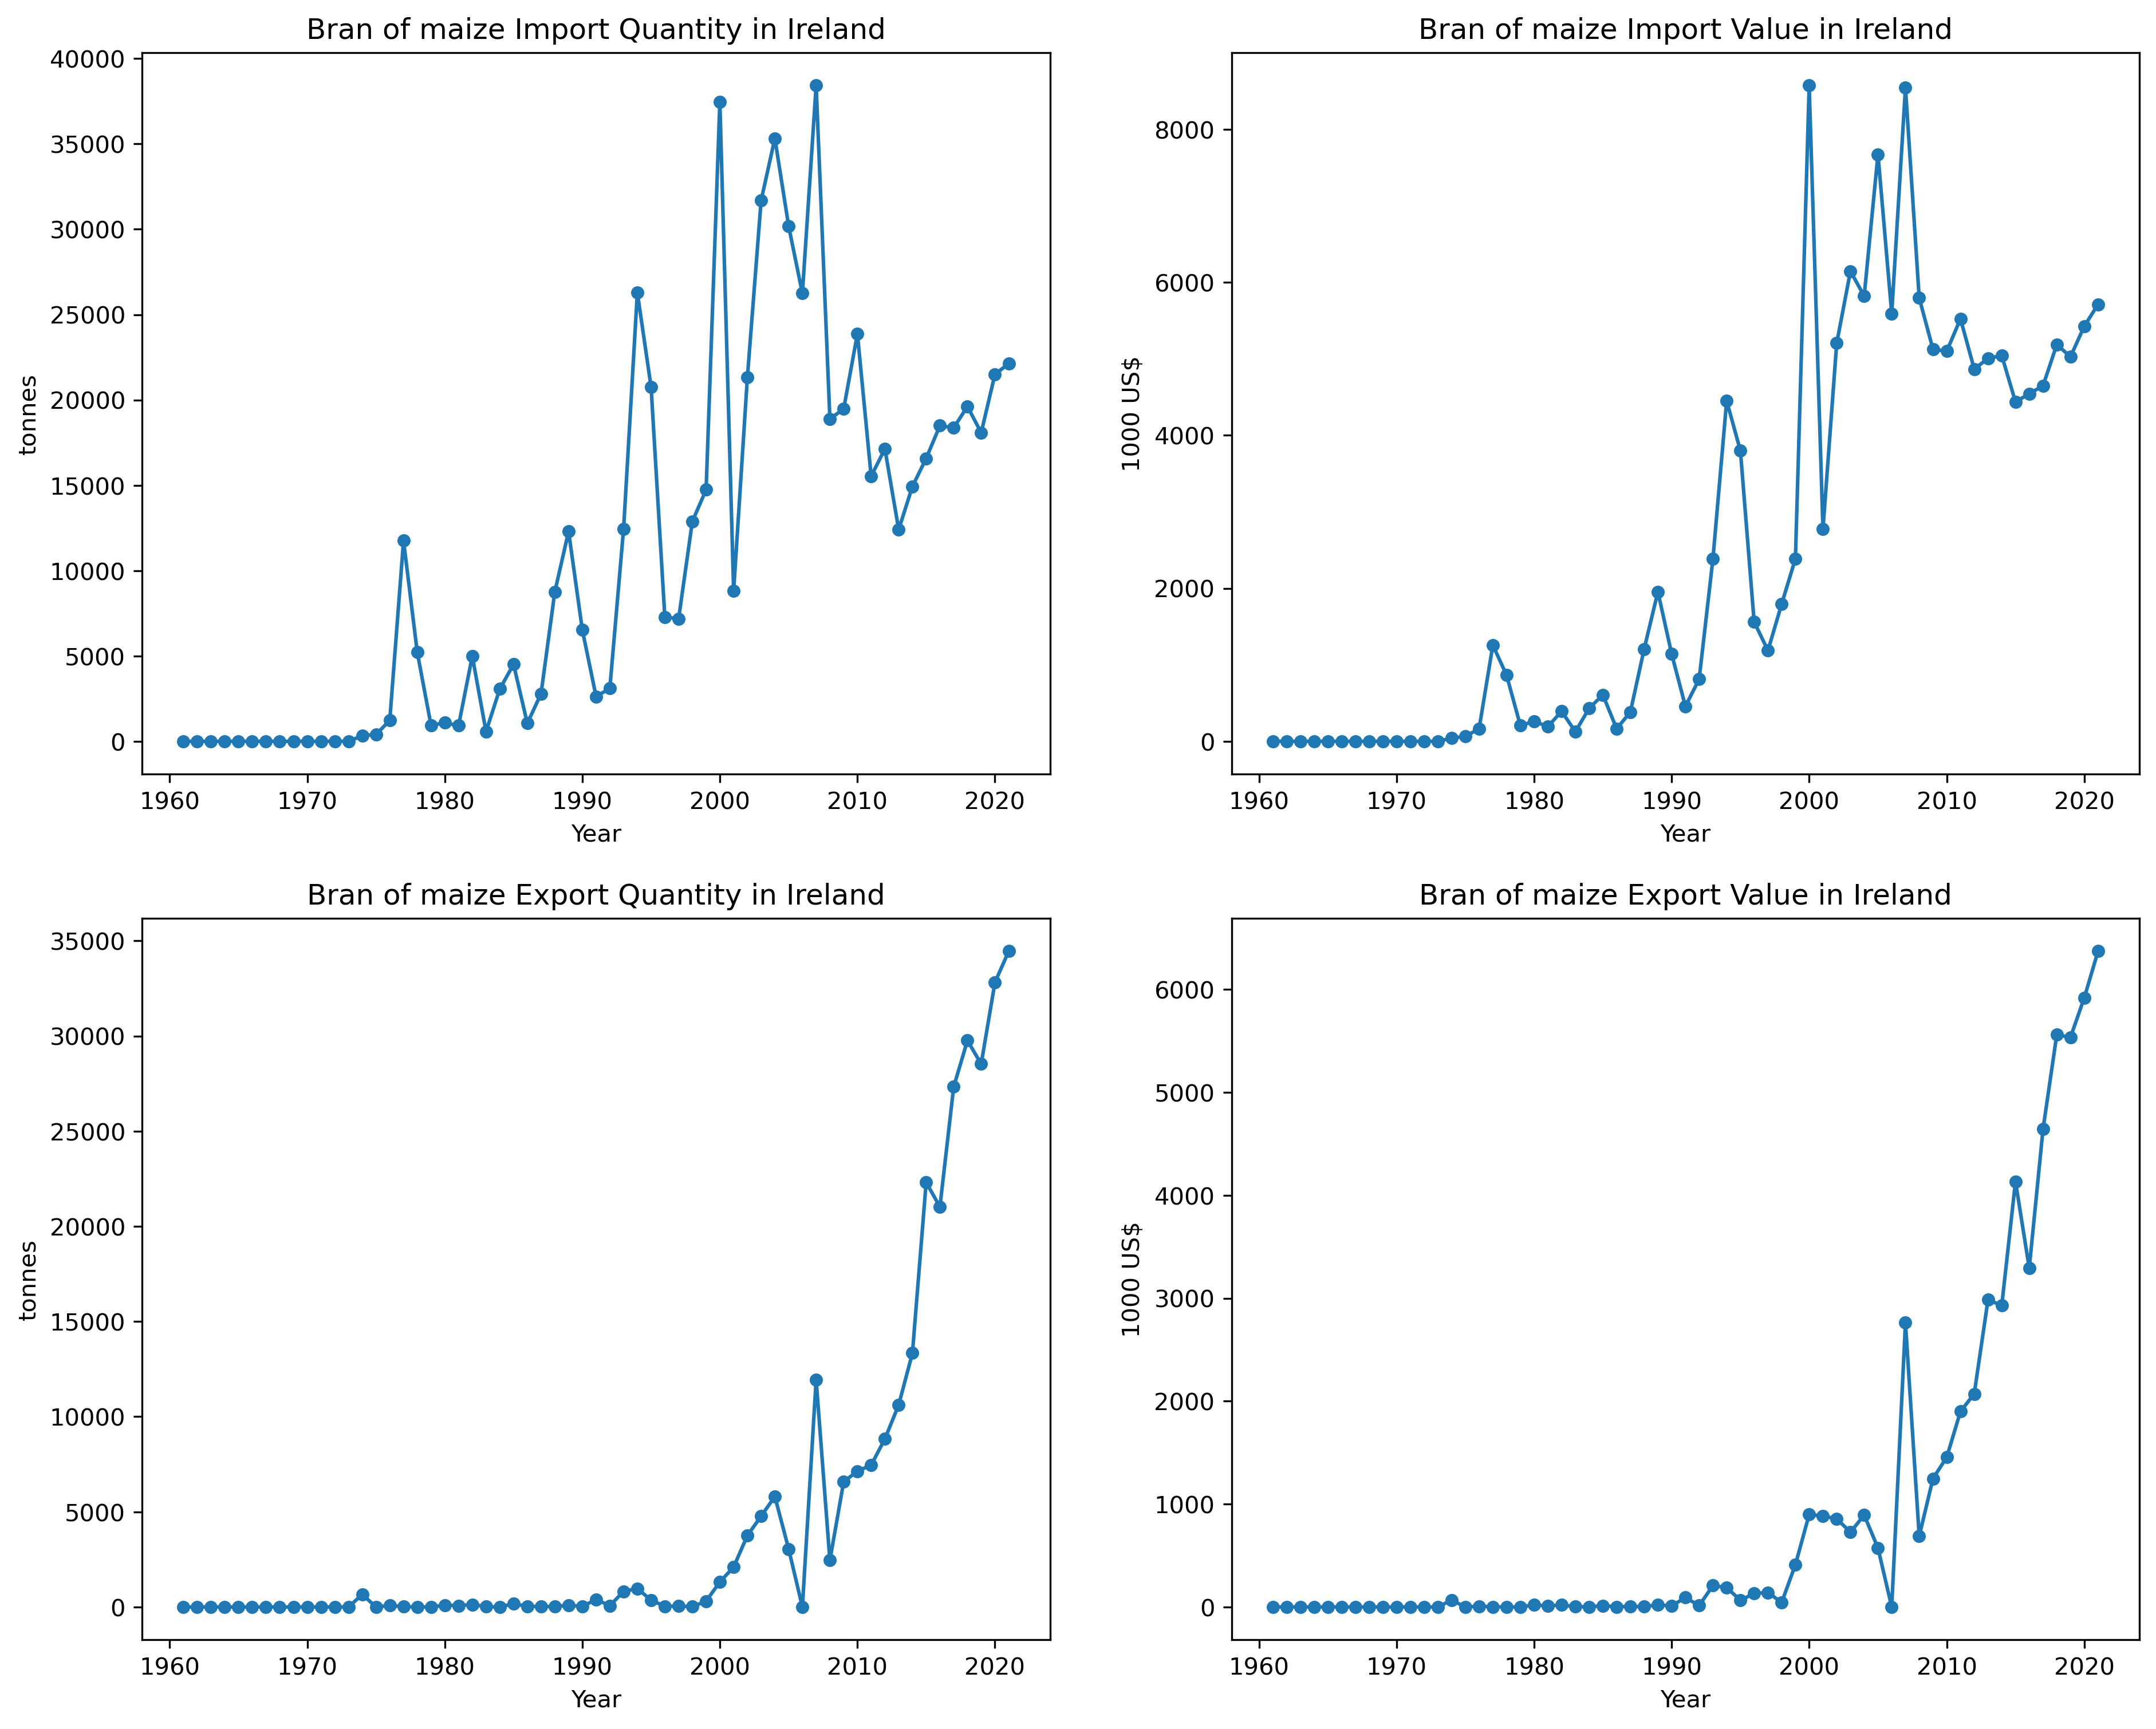 Bran of maize Import Quantity in Ireland
40000
35000
30000
25000
20000
15000
10000
5000
0
tonnes
1960 1970 1980 1990 2000 2010 2020
Year
Bran of maize Import Value in Ireland
8000
6000
4000
2000
0
1000 US$
1960 1970 1980 1990 2000 2010 2020
Year
Bran of maize Export Quantity in Ireland
35000
30000
25000
20000
15000
10000
5000
0
tonnes
1960 1970 1980 1990 2000 2010 2020
Year
Bran of maize Export Value in Ireland
6000
5000
4000
3000
2000
1000
0
1000 US$
1960 1970 1980 1990 2000 2010 2020
Year